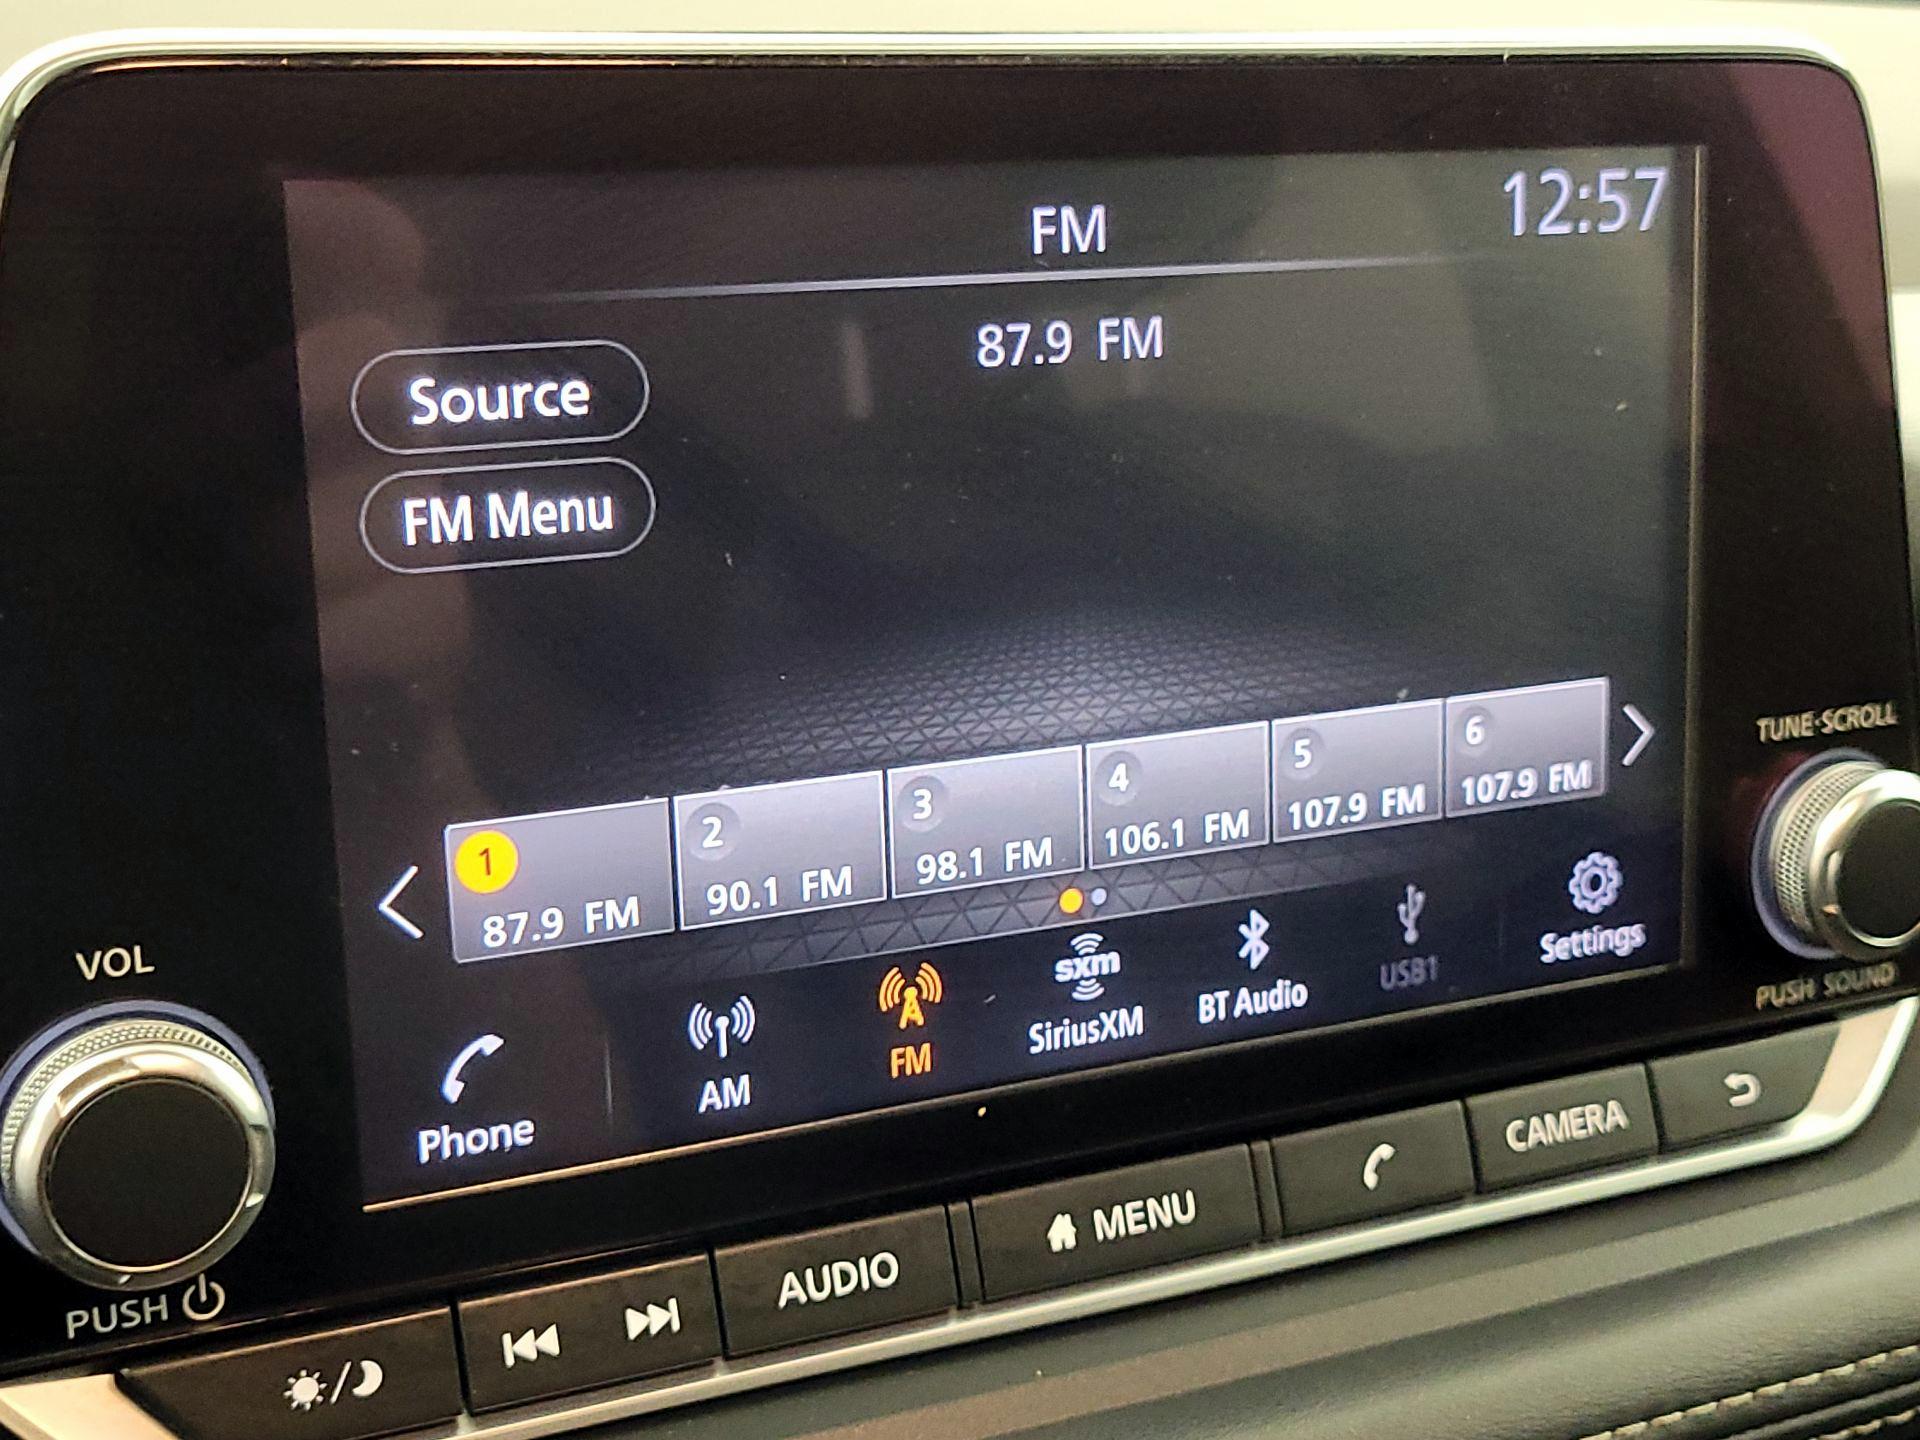 12:57
FM
87.9 FM
Source
FM Menu
1
87.9 FM
2
90.1 FM
3
98.1 FM
4
106.1 FM
5
107.9 FM
6
107.9 FM
Phone
AM
FM
sxm
SiriusXM
BT Audio
USB1
Settings
VOL
PUSH
TUNE·SCROLL
PUSH SOUND
AUDIO
MENU
CAMERA